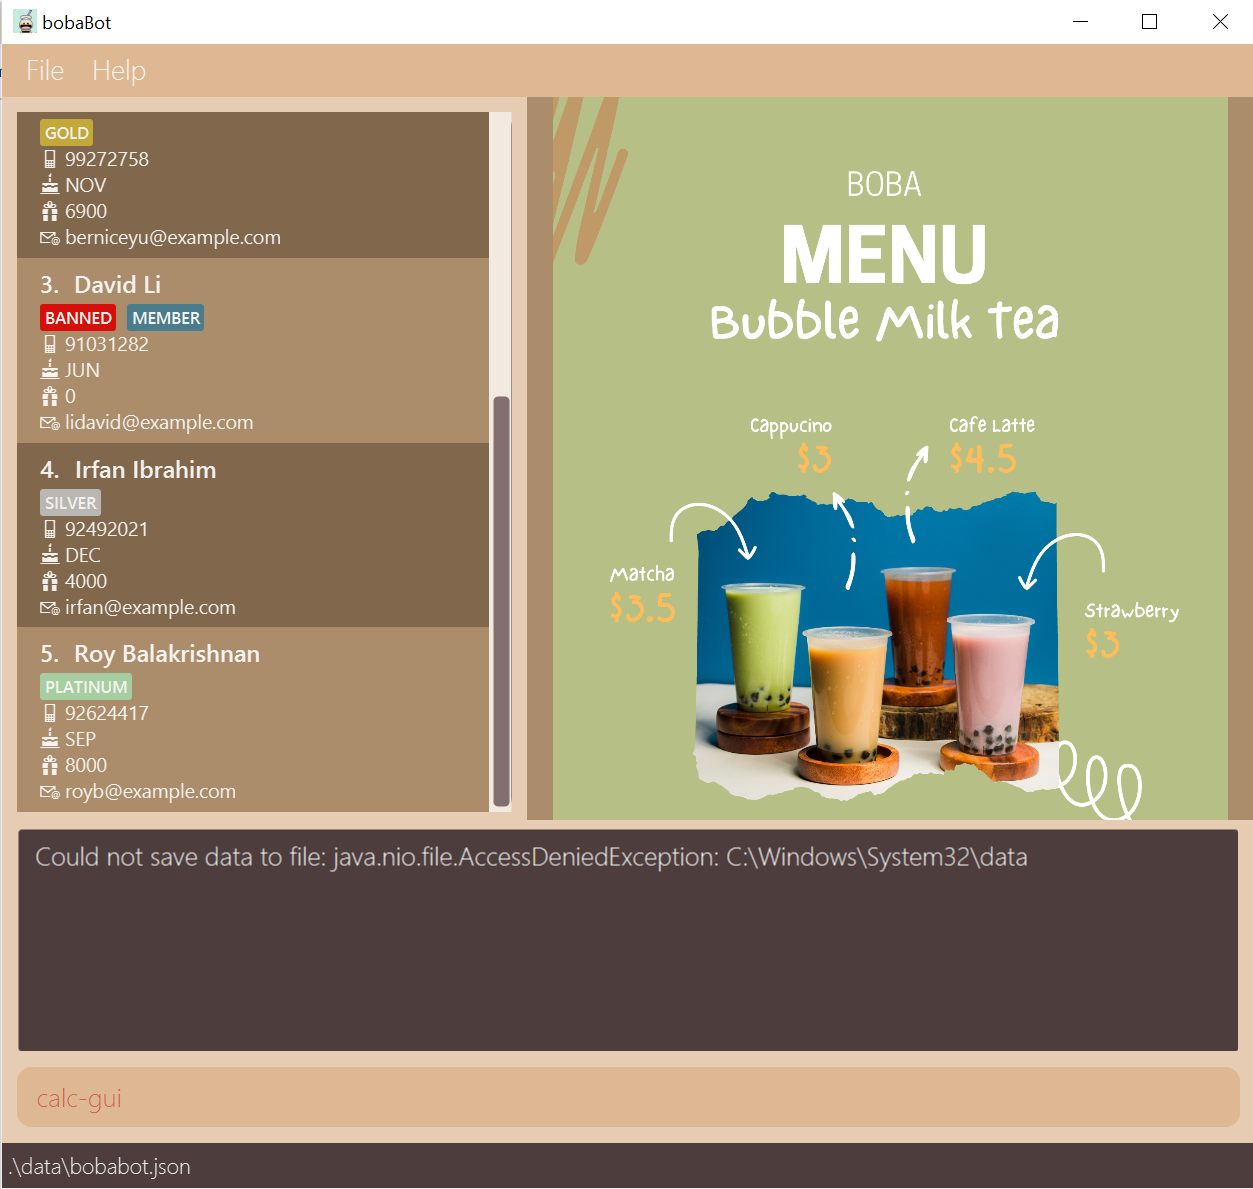 bobaBot
File Help
GOLD
99272758
NOV
6900
berniceyu@example.com
3. David Li
BANNED MEMBER
91031282
JUN
0
lidavid@example.com
4. Irfan Ibrahim
SILVER
92492021
DEC
4000
irfan@example.com
5. Roy Balakrishnan
PLATINUM
92624417
SEP
8000
royb@example.com
BOBA
MENU
Bubble Milk Tea
Cappucino
$3
Cafe Latte
$4.5
Matcha
$3.5
Strawberry
$3
Could not save data to file: java.nio.file.AccessDeniedException: C:\Windows\System32\data
calc-gui
.\data\bobabot.json